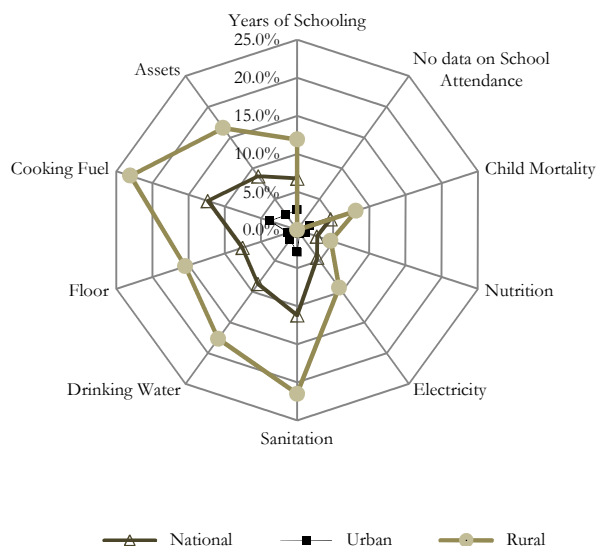 Years of Schooling
25.0%
20.0%
15.0%
10.0%
5.0%
0.0%
No data on School
Attendance
Child Mortality
Nutrition
Electricity
Sanitation
Drinking Water
Floor
Cooking Fuel
Assets
National
Urban
Rural